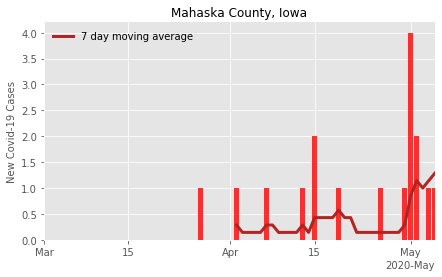 Mahaska County, Iowa
7 day moving average
New Covid-19 Cases
4.0
3.5
3.0
2.5
2.0
1.5
1.0
0.5
0.0
Mar
15
Apr
15
May
2020-May